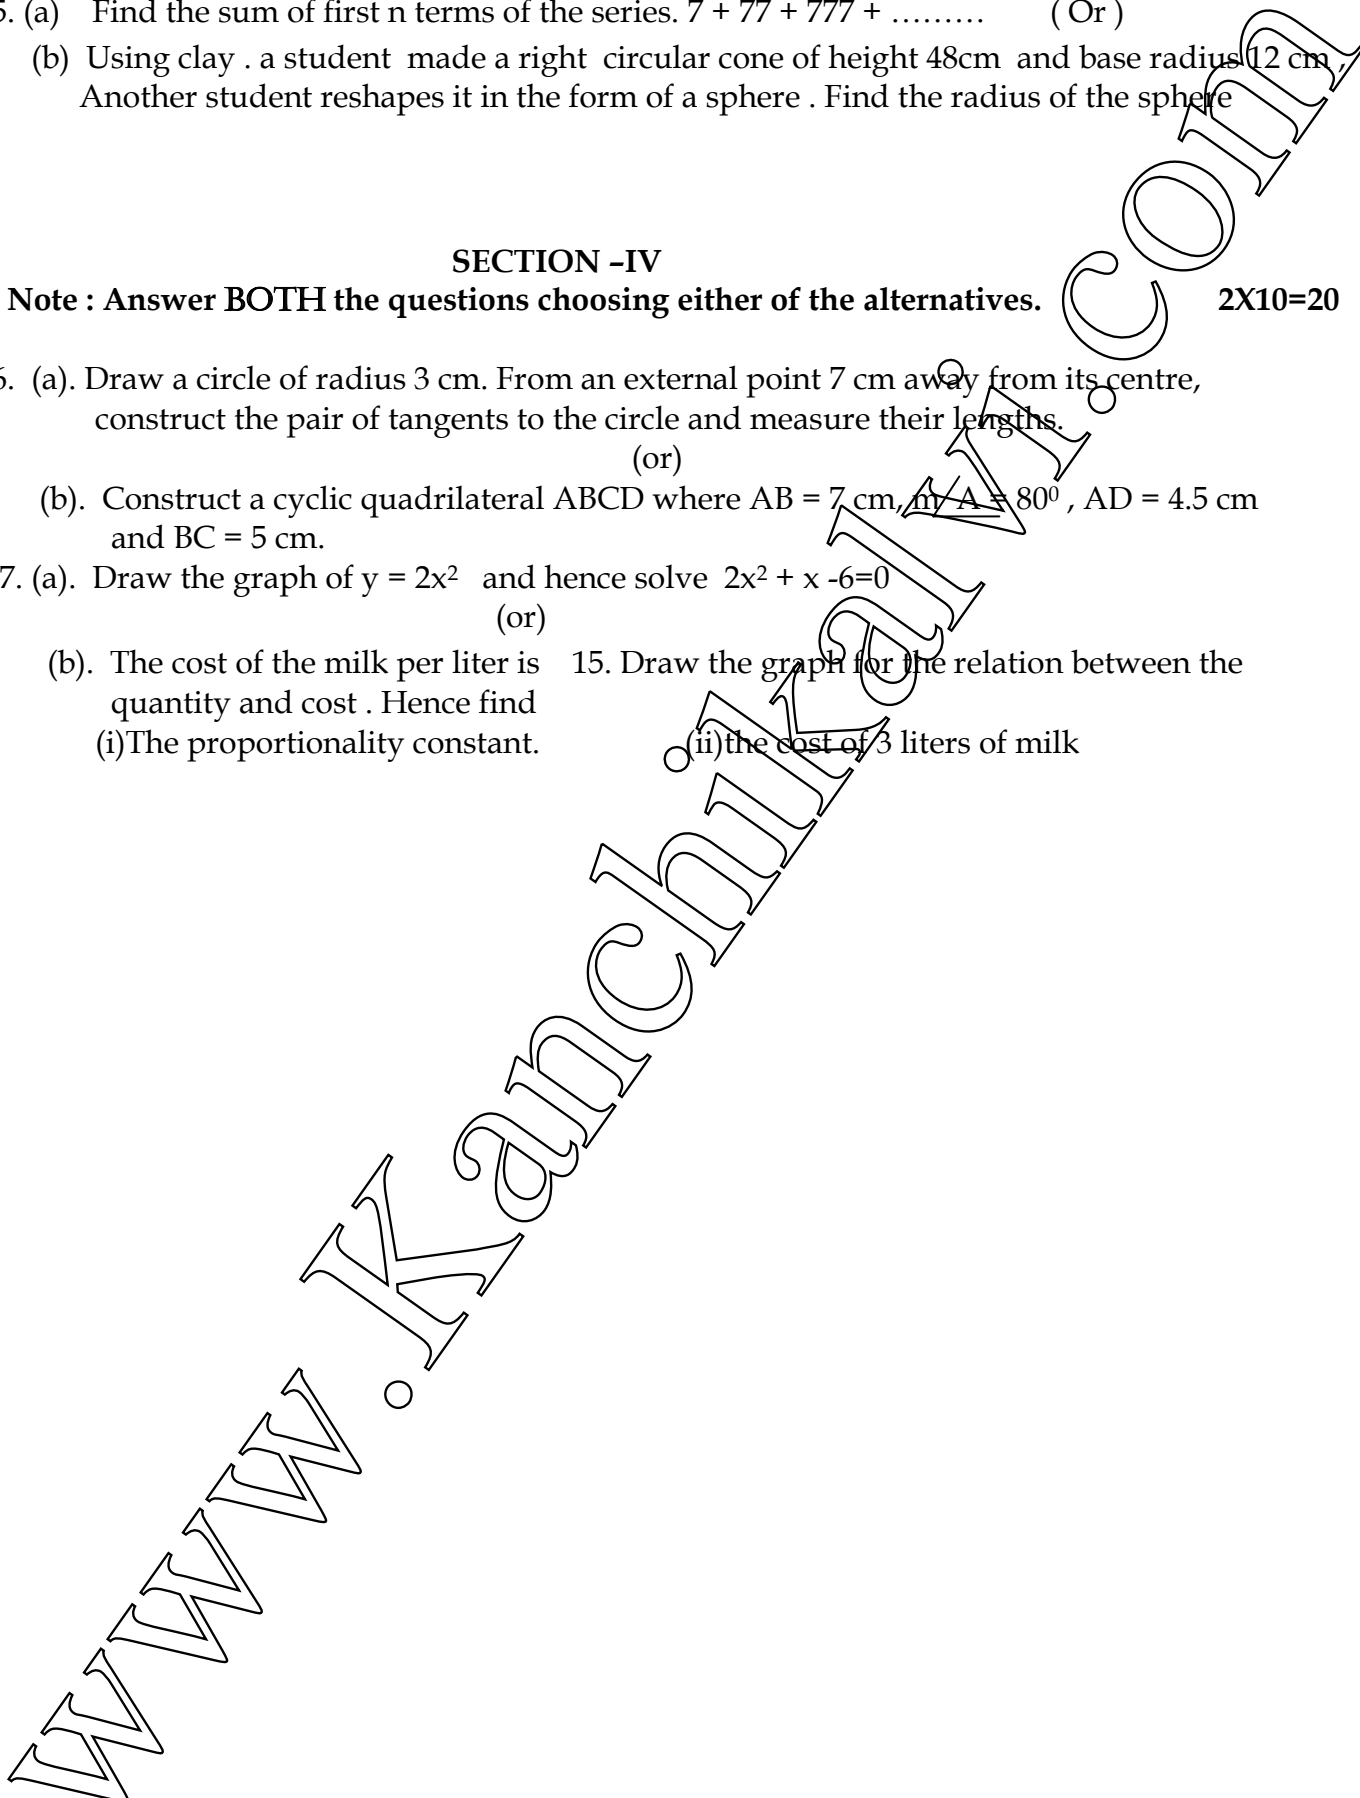 5. (a) Find the sum of first n terms of the series. 7 + 77 + 777 + ……… ( Or )
(b) Using clay . a student made a right circular cone of height 48cm and base radius 12 cm ,
Another student reshapes it in the form of a sphere . Find the radius of the sphere
SECTION –IV
Note : Answer BOTH the questions choosing either of the alternatives. 2X10=20
6. (a). Draw a circle of radius 3 cm. From an external point 7 cm away from its centre,
construct the pair of tangents to the circle and measure their lengths.
(or)
(b). Construct a cyclic quadrilateral ABCD where AB = 7 cm, m∠A = 80⁰ , AD = 4.5 cm
and BC = 5 cm.
7. (a). Draw the graph of y = 2x² and hence solve 2x² + x -6=0
(or)
(b). The cost of the milk per liter is 15. Draw the graph for the relation between the
quantity and cost . Hence find
(i)The proportionality constant. (ii)the cost of 3 liters of milk
www.Kanchikalvi.com